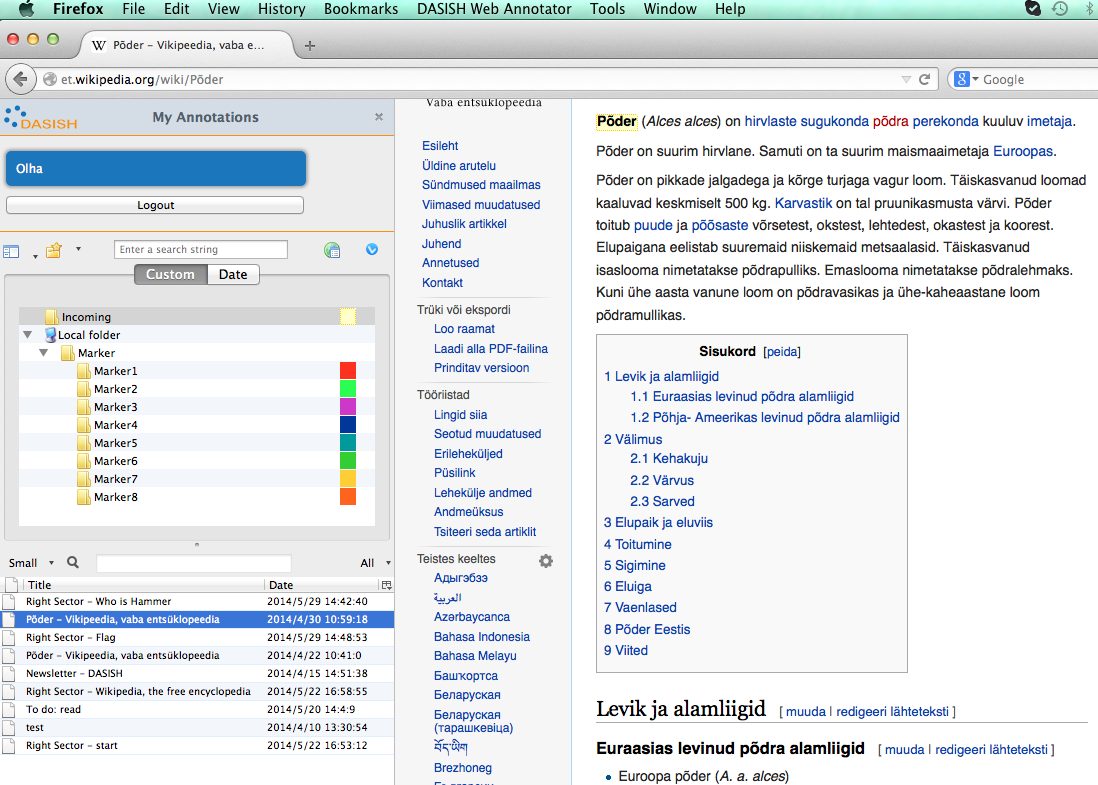 Firefox File Edit View History Bookmarks DASISH Web Annotator Tools Window Help
W Põder – Vikipeedia, vaba e...
et.wikipedia.org/wiki/Põder
Google
DASISH
My Annotations
Olha
Logout
Enter a search string
Custom Date
Incoming
Local folder
Marker
Marker1
Marker2
Marker3
Marker4
Marker5
Marker6
Marker7
Marker8
Small
All
Title Date
Right Sector – Who is Hammer 2014/5/29 14:42:40
Põder – Vikipeedia, vaba entsüklopeedia 2014/4/30 10:59:18
Right Sector – Flag 2014/5/29 14:48:53
Põder – Vikipeedia, vaba entsüklopeedia 2014/4/22 10:41:0
Newsletter – DASISH 2014/4/15 14:51:38
Right Sector – Wikipedia, the free encyclopedia 2014/5/22 16:58:55
To do: read 2014/5/20 14:4:9
test 2014/4/10 13:30:54
Right Sector – start 2014/5/22 16:53:12
Vaba entsüklopeedia
Esileht
Üldine arutelu
Sündmused maailmas
Viimased muudatused
Juhuslik artikkel
Juhend
Annetused
Kontakt
Trüki või ekspordi
Loo raamat
Laadi alla PDF-failina
Prinditav versioon
Tööriistad
Lingid siia
Seotud muudatused
Erileheküljed
Püsilink
Lehekülje andmed
Andmeüksus
Tsiteeri seda artiklit
Teistes keeltes
Адыгэбзэ
العربية
Azərbaycanca
Bahasa Indonesia
Bahasa Melayu
Башҡортса
Беларуская
Беларуская
(тарашкевіца)
བོད་ཡིག
Brezhoneg
Põder (Alces alces) on hirvlaste sugukonda põdra perekonda kuuluv imetaja.
Põder on suurim hirvlane. Samuti on ta suurim maismaaimetaja Euroopas.
Põder on pikkade jalgadega ja kõrge turjaga vagur loom. Täiskasvanud loomad
kaaluvad keskmiselt 500 kg. Karvastik on tal pruunikasmusta värvi. Põder
toitub puude ja põõsaste võrsetest, okstest, lehtedest, okastest ja koorest.
Elupaigana eelistab suuremaid niiskemaid metsaalasid. Täiskasvanud
isaslooma nimetatakse põdrapulliks. Emaslooma nimetatakse põdralehmaks.
Kuni ühe aasta vanune loom on põdravasikas ja ühe-kaheaastane loom
põdramullikas.
Sisukord [peida]
1 Levik ja alamliigid
1.1 Euraasias levinud põdra alamliigid
1.2 Põhja- Ameerikas levinud põdra alamliigid
2 Välimus
2.1 Kehakuju
2.2 Värvus
2.3 Sarved
3 Elupaik ja eluviis
4 Toitumine
5 Sigimine
6 Eluiga
7 Vaenlased
8 Põder Eestis
9 Viited
Levik ja alamliigid [ muuda | redigeeri lähteteksti ]
Euraasias levinud põdra alamliigid [ muuda | redigeeri lähteteksti ]
• Euroopa põder (A. a. alces)